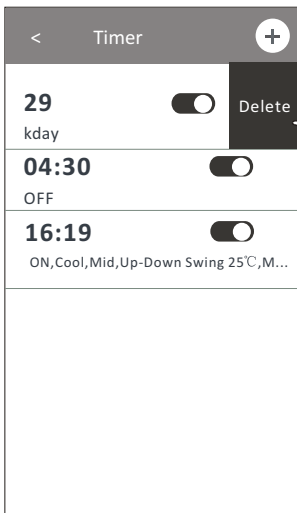 < Timer +
29 Delete
kday
04:30
OFF
16:19
ON,Cool,Mid,Up-Down Swing 25℃,M...